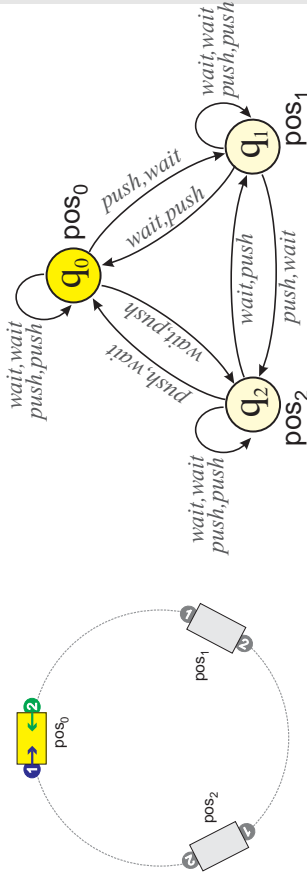 1 2
pos₀
2
pos₂
1
1
pos₁
2
wait,wait
push,push
q₀
pos₀
push,wait
wait,push
wait,push
push,wait
wait,wait
push,push
q₂
pos₂
wait,push
push,wait
wait,wait
push,push
q₁
pos₁